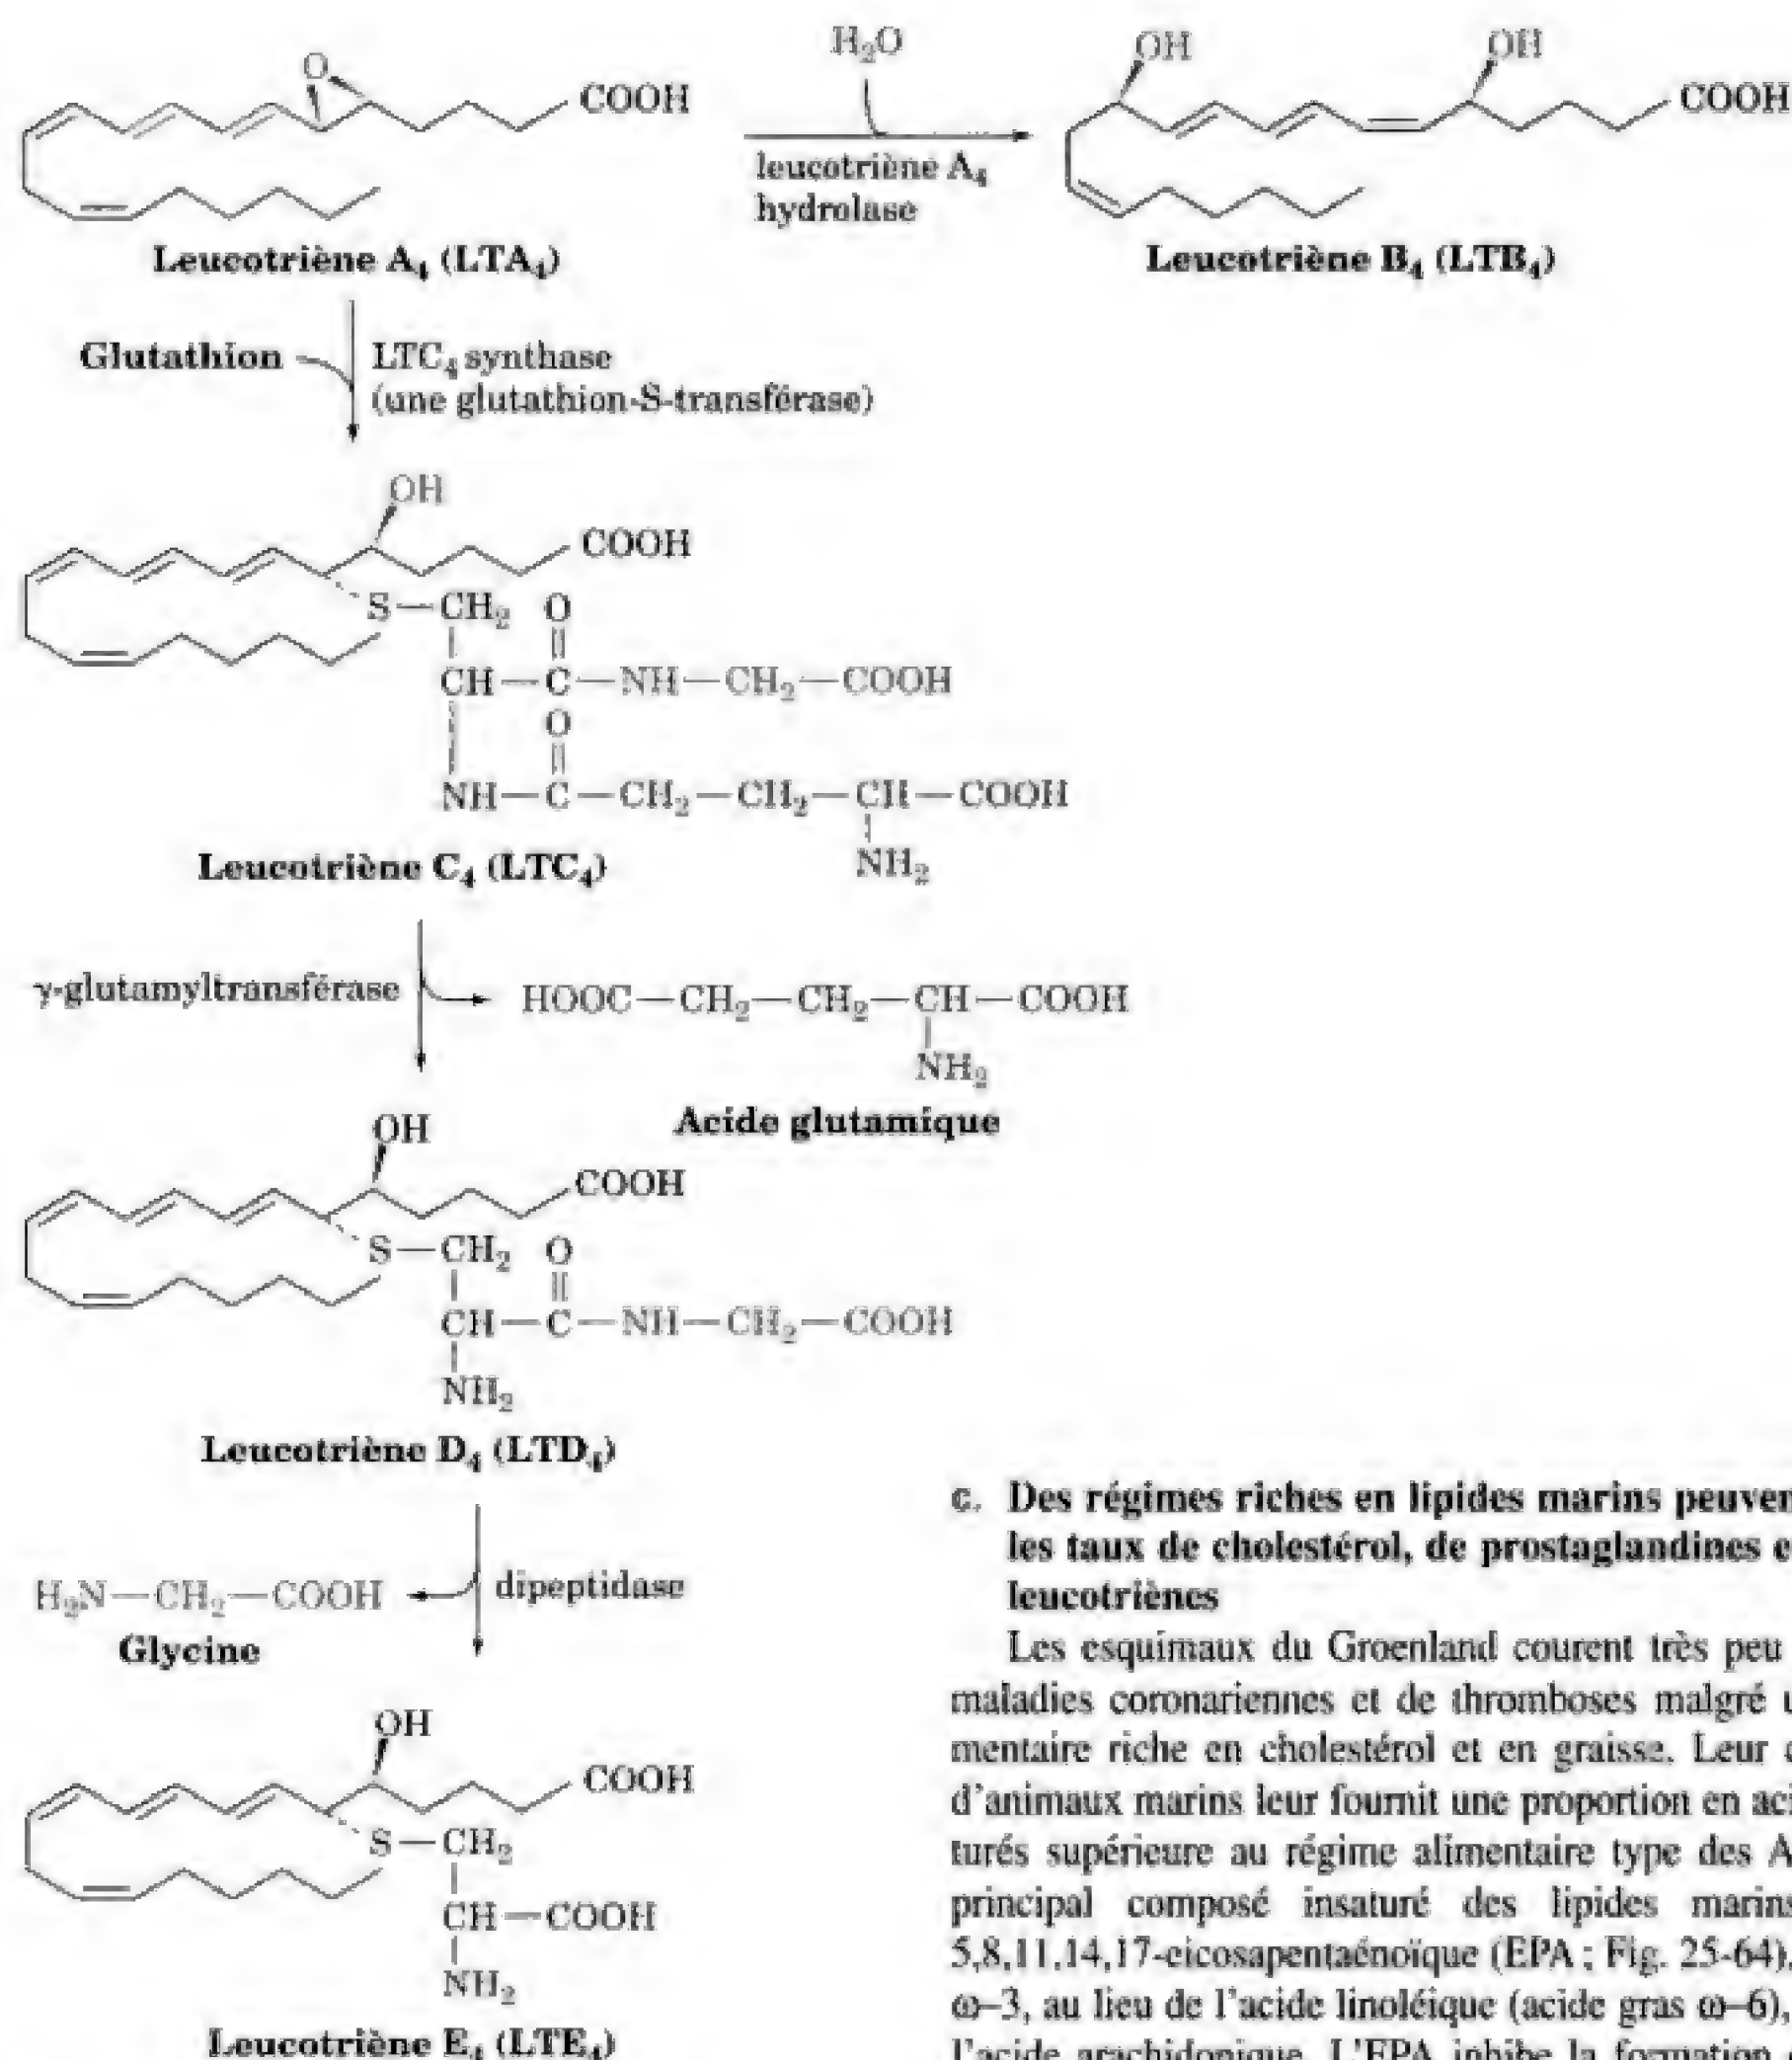 O
COOH
H₂O
OH
OH
COOH
leucotriène A₄
hydrolase
Leucotriène A₄ (LTA₄)
Leucotriène B₄ (LTB₄)
Glutathion
LTC₄ synthase
(une glutathion-S-transférase)
OH
COOH
S—CH₂ O
CH—C—NH—CH₂—COOH
O
NH—C—CH₂—CH₂—CH—COOH
NH₂
Leucotriène C₄ (LTC₄)
γ-glutamyltransférase
HOOC—CH₂—CH₂—CH—COOH
NH₂
Acide glutamique
OH
COOH
S—CH₂ O
CH—C—NH—CH₂—COOH
NH₂
Leucotriène D₄ (LTD₄)
dipeptidase
H₂N—CH₂—COOH
Glycine
OH
COOH
S—CH₂
CH—COOH
NH₂
Leucotriène E₄ (LTE₄)
c. Des régimes riches en lipides marins
les taux de cholestérol, de prostaglandines
leucotriènes
Les esquimaux du Groenland courent très peu
maladies coronariennes et de thromboses malgré
mentaire riche en cholestérol et en graisse. Leur
d'animaux marins leur fournit une proportion en
turés supérieure au régime alimentaire type des
principal composé insaturé des lipides marins
5,8,11,14,17-eicosapentaénoïque (EPA ; Fig. 25-64),
ω–3, au lieu de l'acide linoléique (acide gras ω–6),
l'acide arachidonique. L'EPA inhibe la formation